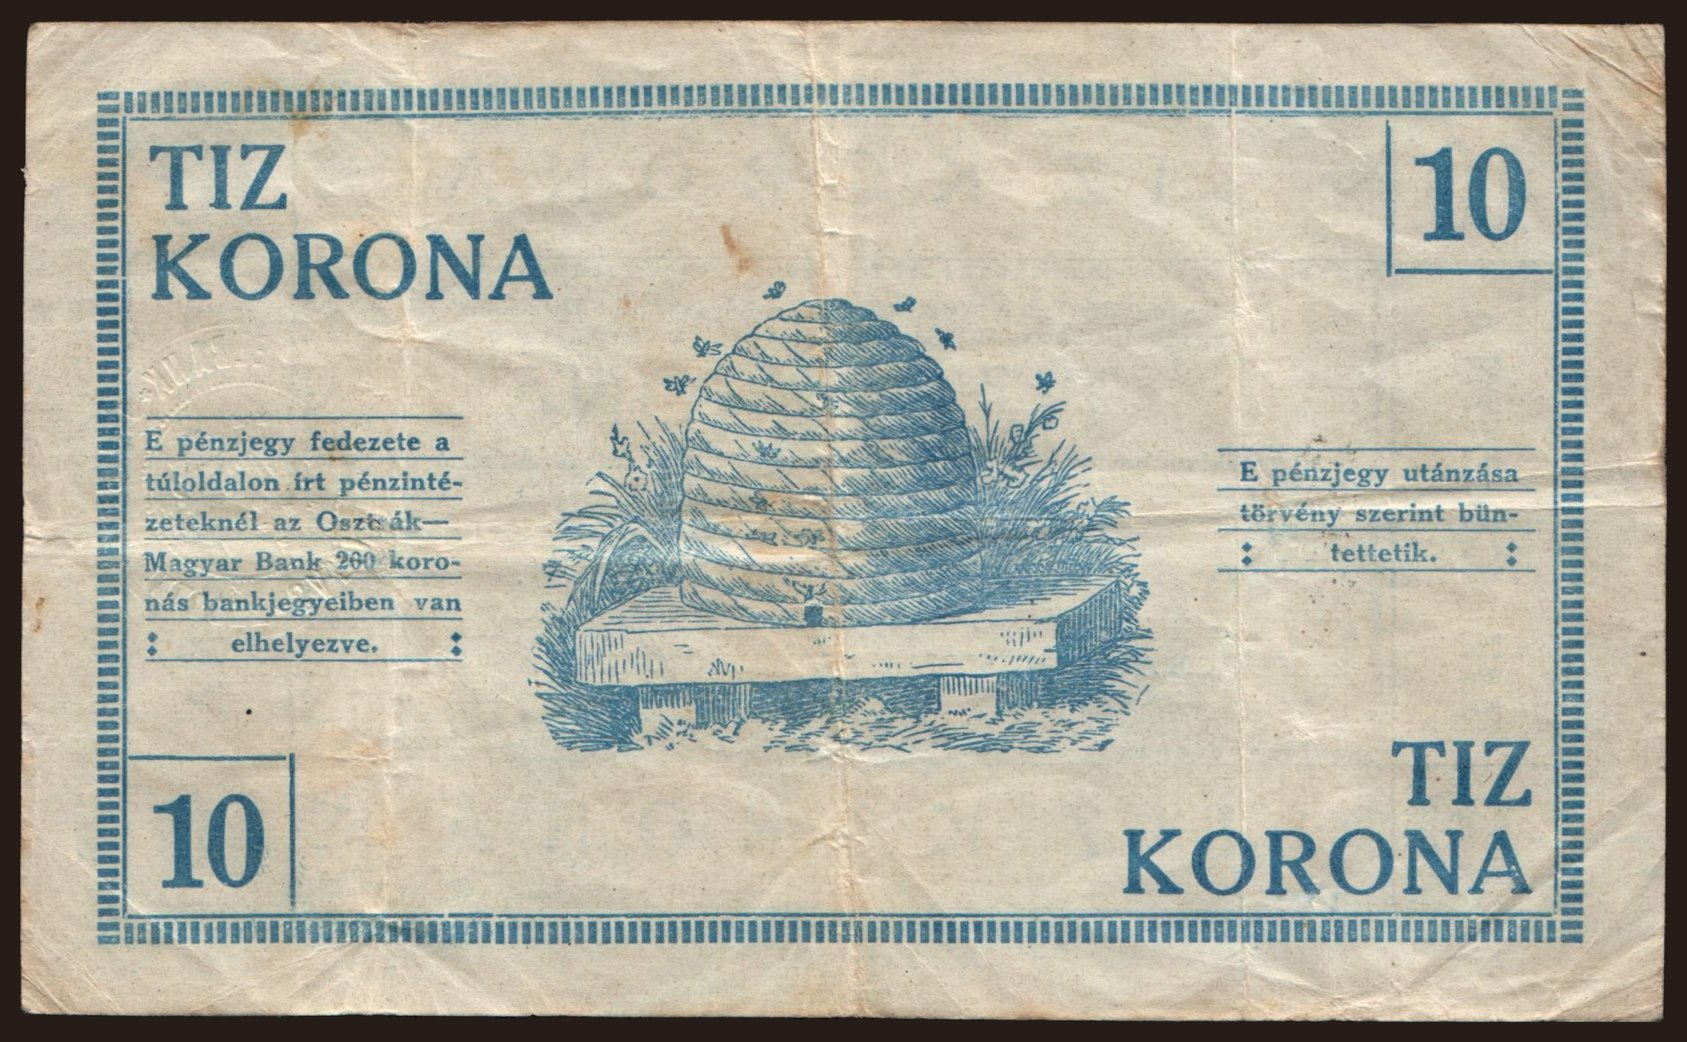 TIZ
KORONA
10
E pénzjegy fedezete a
túloldalon írt pénzinté-
zeteknél az Osztrák—
Magyar Bank 200 koro-
nás bankjegyeiben van
elhelyezve.
E pénzjegy utánzása
törvény szerint bün-
tettetik.
10
TIZ
KORONA